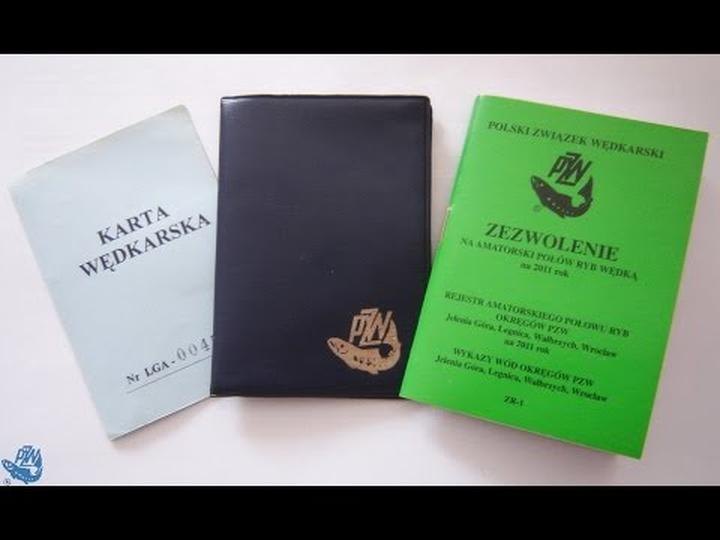 KARTA
WĘDKARSKA
Nr LGA-004
PZW
POLSKI ZWIĄZEK WĘDKARSKI
PZW
ZEZWOLENIE
NA AMATORSKI POŁÓW RYB WĘDKĄ
na 2011 rok
REJESTR AMATORSKIEGO POŁOWU RYB
OKRĘGÓW PZW
Jelenia Góra, Legnica, Wałbrzych, Wrocław
na 2011 rok
WYKAZY WÓD OKRĘGÓW PZW
Jelenia Góra, Legnica, Wałbrzych, Wrocław
ZR-1
PZW